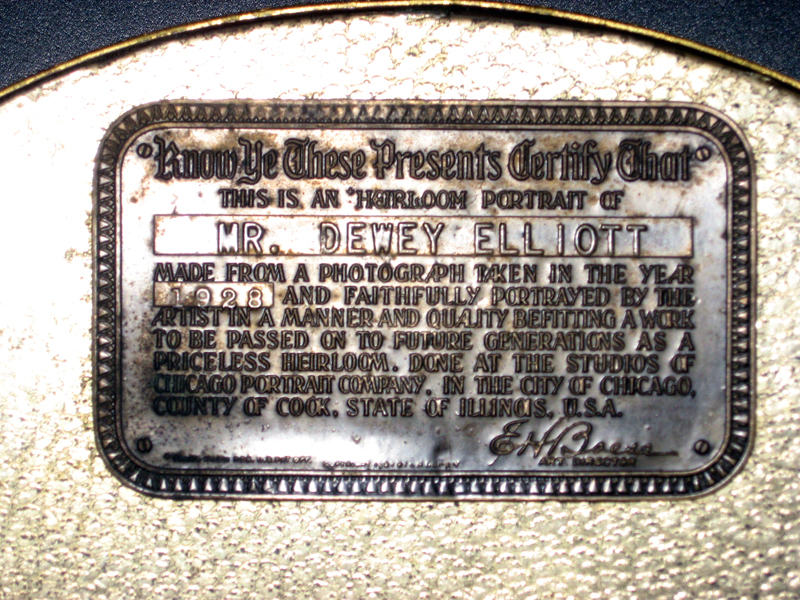 Know Ye These Presents Certify That
THIS IS AN HEIRLOOM PORTRAIT OF
MR. DEWEY ELLIOTT
MADE FROM A PHOTOGRAPH TAKEN IN THE YEAR
1928 AND FAITHFULLY PORTRAYED BY THE
ARTIST IN A MANNER AND QUALITY BEFITTING A WORK
TO BE PASSED ON TO FUTURE GENERATIONS AS A
PRICELESS HEIRLOOM. DONE AT THE STUDIOS OF
CHICAGO PORTRAIT COMPANY, IN THE CITY OF CHICAGO,
COUNTY OF COOK, STATE OF ILLINOIS, U.S.A.
ART DIRECTOR